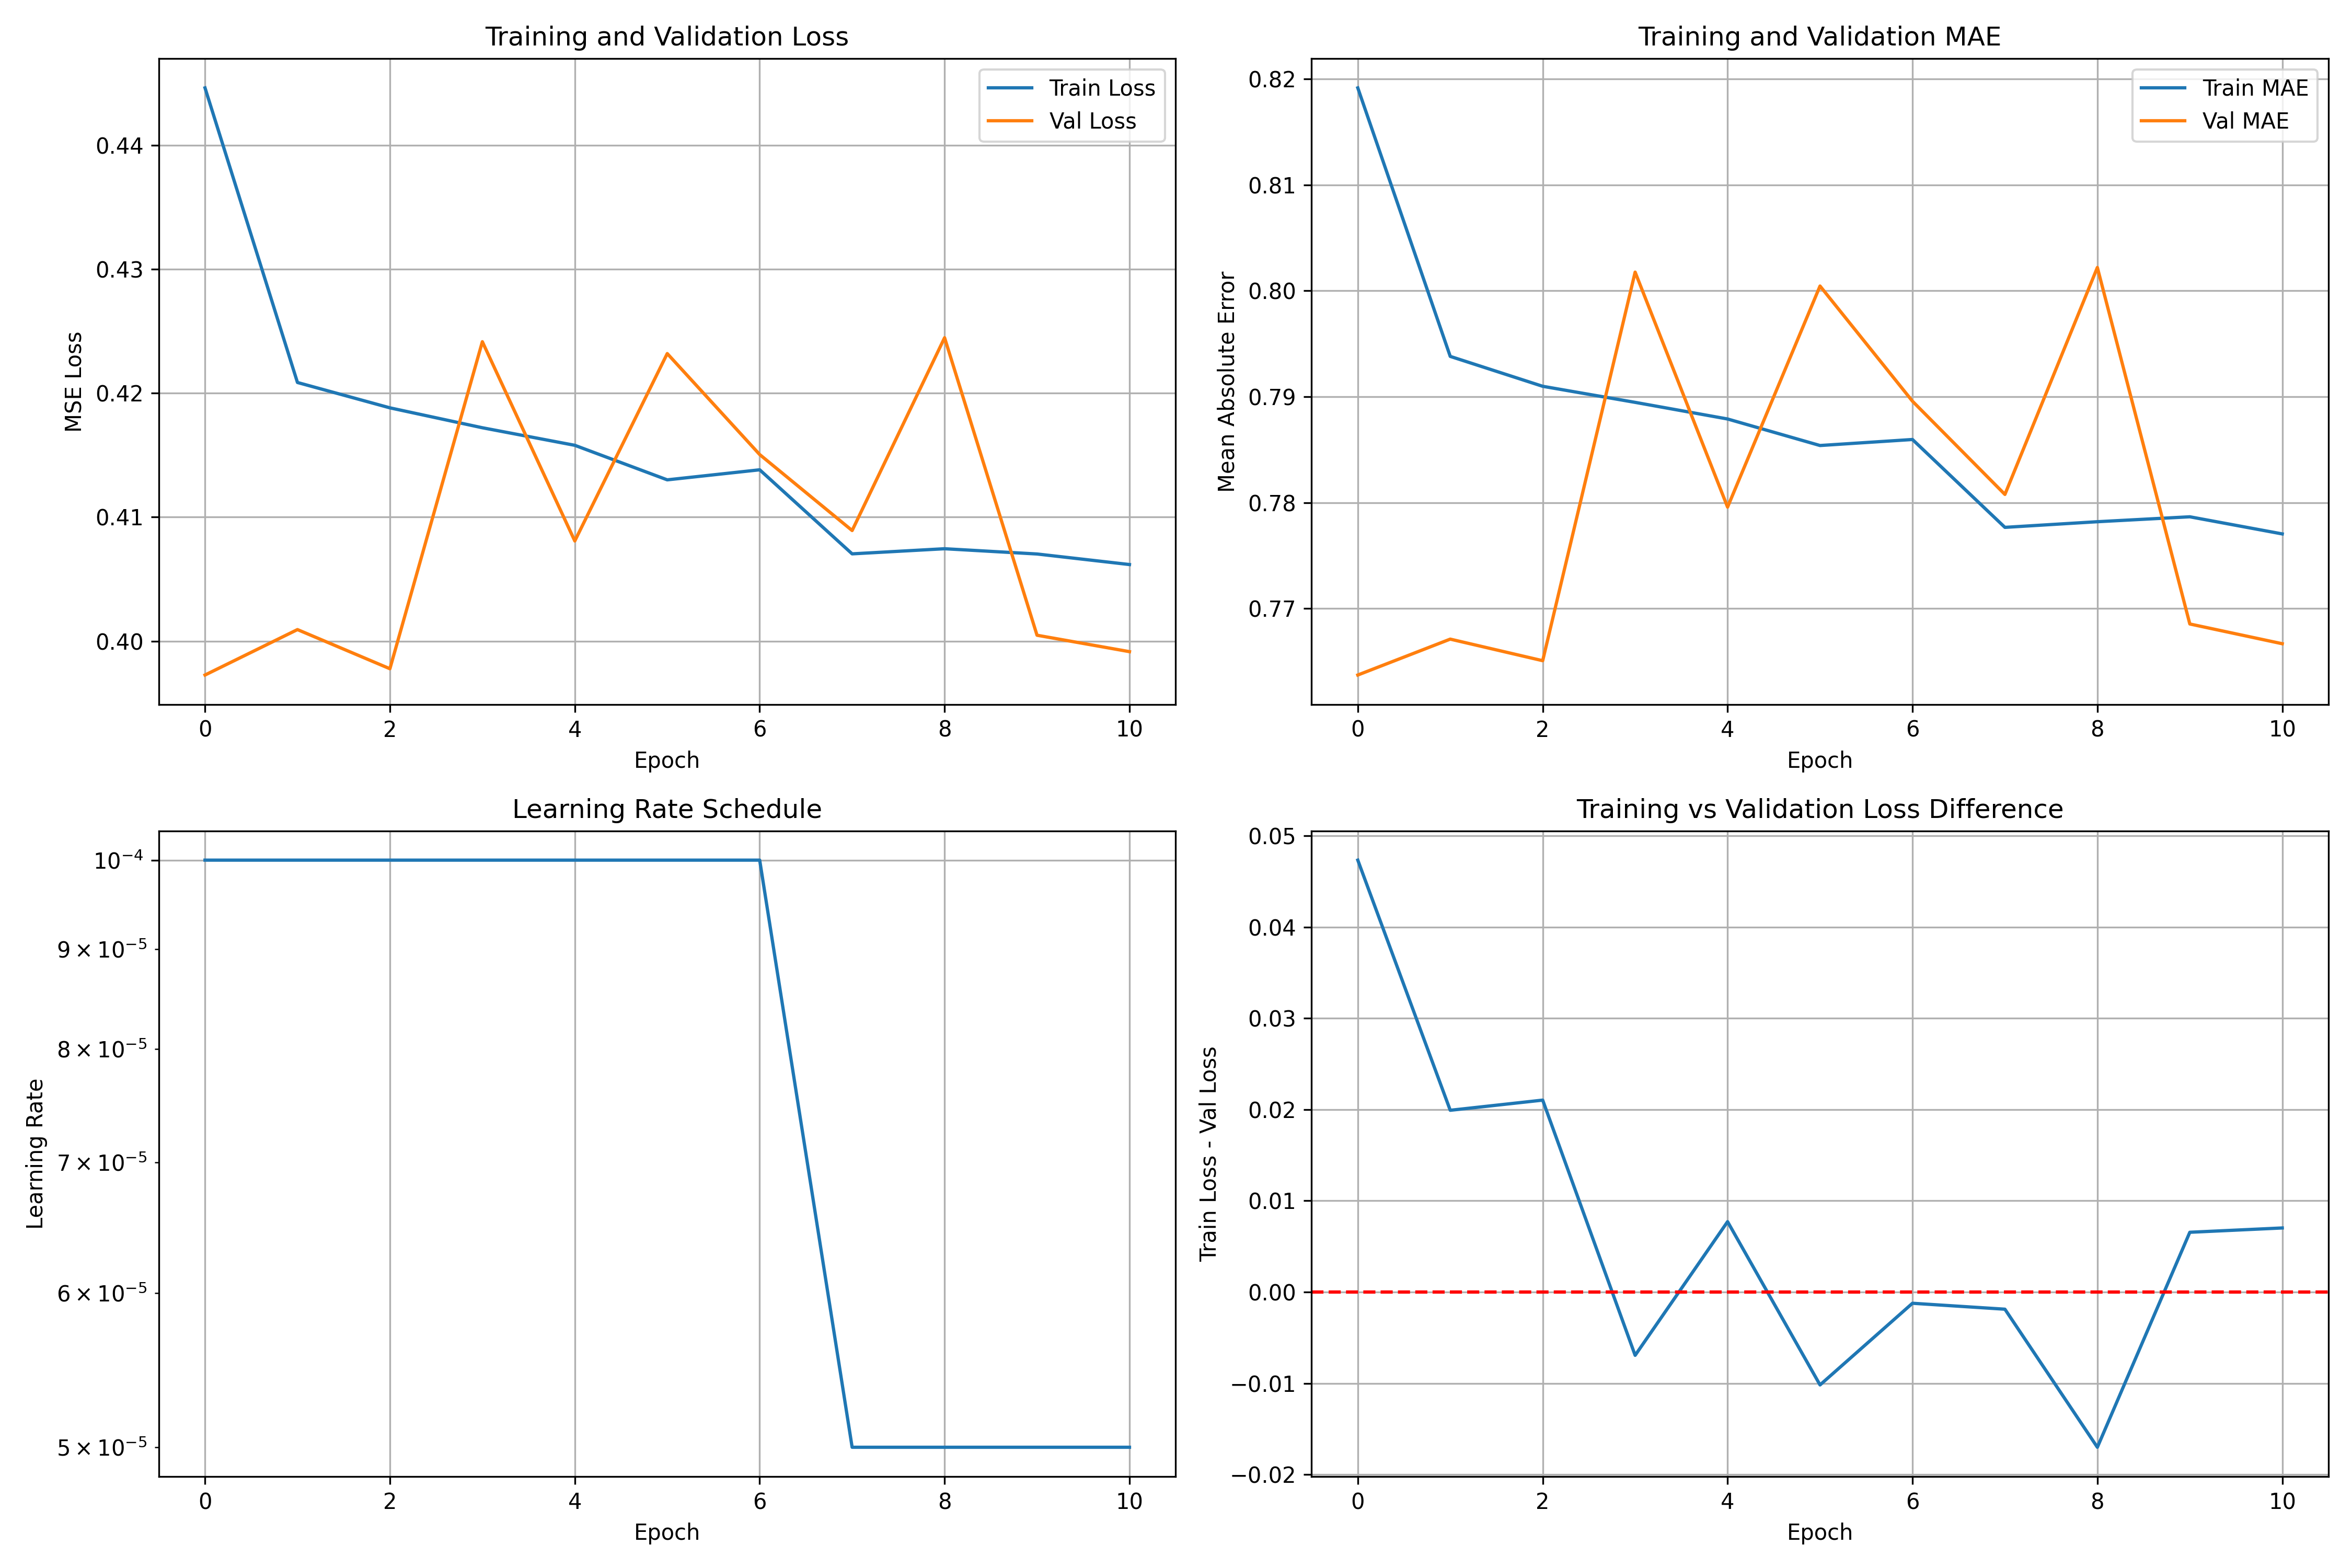 Training and Validation Loss
MSE Loss
0.44
0.43
0.42
0.41
0.40
Train Loss
Val Loss
0 2 4 6 8 10
Epoch
Training and Validation MAE
Mean Absolute Error
0.82
0.81
0.80
0.79
0.78
0.77
Train MAE
Val MAE
0 2 4 6 8 10
Epoch
Learning Rate Schedule
Learning Rate
10⁻⁴
9 × 10⁻⁵
8 × 10⁻⁵
7 × 10⁻⁵
6 × 10⁻⁵
5 × 10⁻⁵
0 2 4 6 8 10
Epoch
Training vs Validation Loss Difference
Train Loss - Val Loss
0.05
0.04
0.03
0.02
0.01
0.00
−0.01
−0.02
0 2 4 6 8 10
Epoch